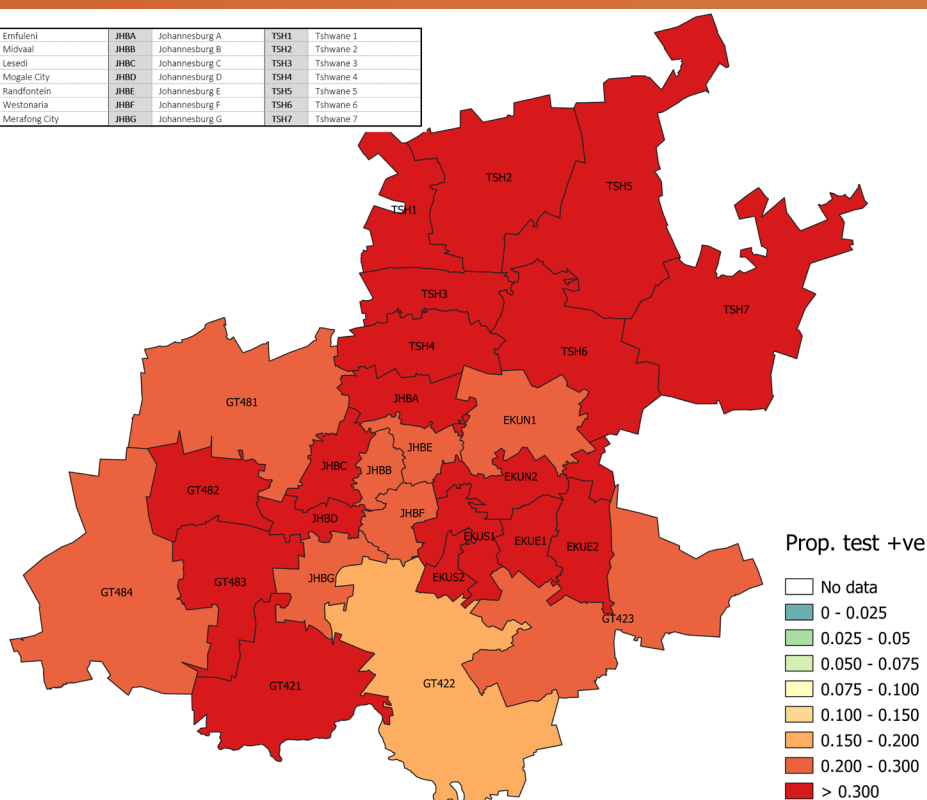 Emfuleni JHBA Johannesburg A TSH1 Tshwane 1
Midvaal JHBB Johannesburg B TSH2 Tshwane 2
Lesedi JHBC Johannesburg C TSH3 Tshwane 3
Mogale City JHBD Johannesburg D TSH4 Tshwane 4
Randfontein JHBE Johannesburg E TSH5 Tshwane 5
Westonaria JHBF Johannesburg F TSH6 Tshwane 6
Merafong City JHBG Johannesburg G TSH7 Tshwane 7
TSH2
TSH5
TSH1
TSH3
TSH7
TSH4
TSH6
JHBA
GT481
EKUN1
JHBE
JHBC
JHBB
EKUN2
GT482
JHBF
JHBD
EKUS1
EKUE1
EKUE2
JHBG
EKUS2
GT483
GT484
GT423
GT421
GT422
Prop. test +ve
No data
0 - 0.025
0.025 - 0.05
0.050 - 0.075
0.075 - 0.100
0.100 - 0.150
0.150 - 0.200
0.200 - 0.300
> 0.300